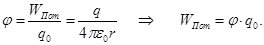 φ = W_Пот / q_0 = q / 4πε_0 r ⇒ W_Пот = φ · q_0.